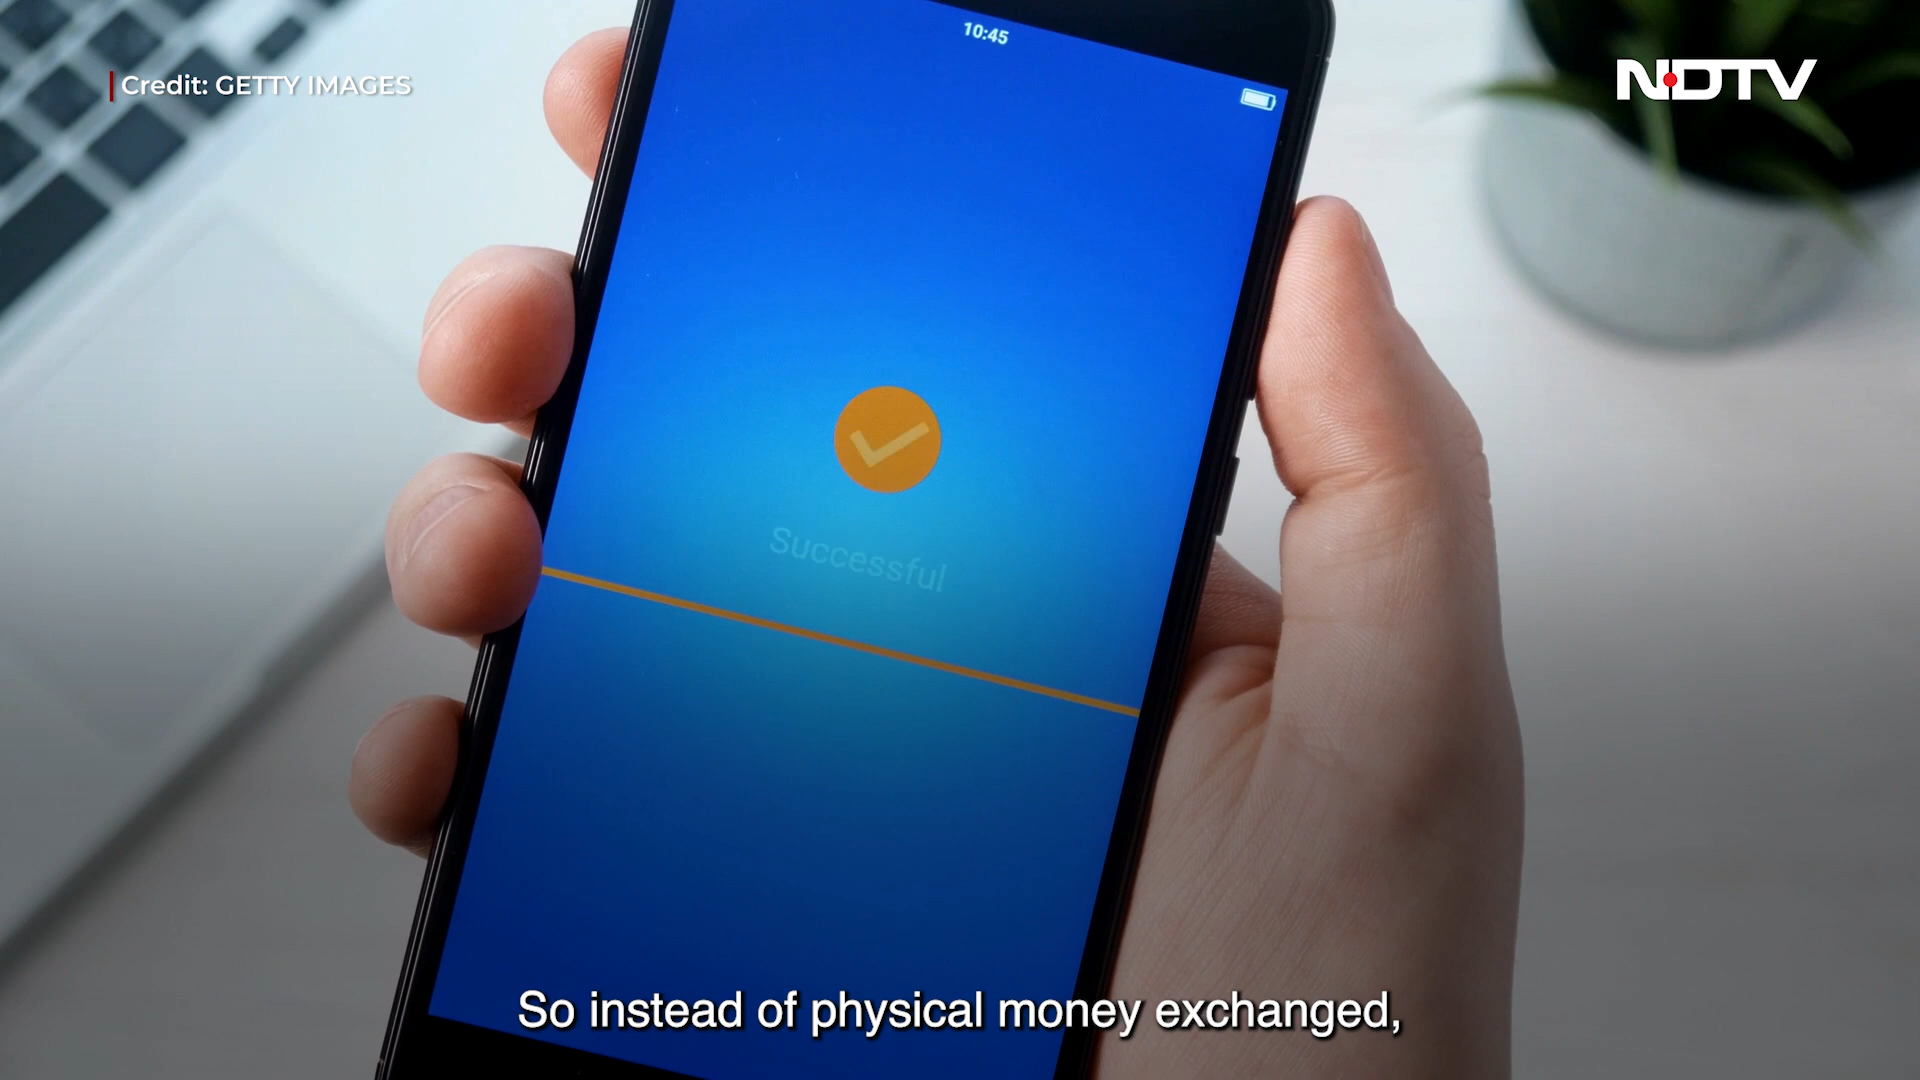 10:45
Credit: GETTY IMAGES
NDTV
Successful
So instead of physical money exchanged,